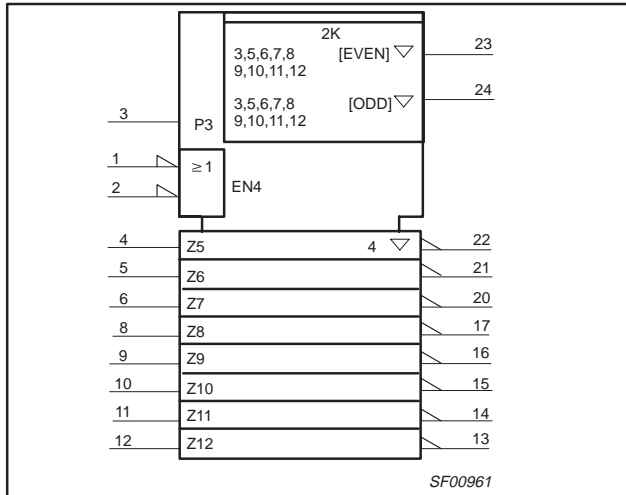 2K
3,5,6,7,8 [EVEN] 23
9,10,11,12
3,5,6,7,8 [ODD] 24
9,10,11,12
3 P3
1 ≥ 1
2 EN4
4 Z5 4 22
5 Z6 21
6 Z7 20
8 Z8 17
9 Z9 16
10 Z10 15
11 Z11 14
12 Z12 13
SF00961